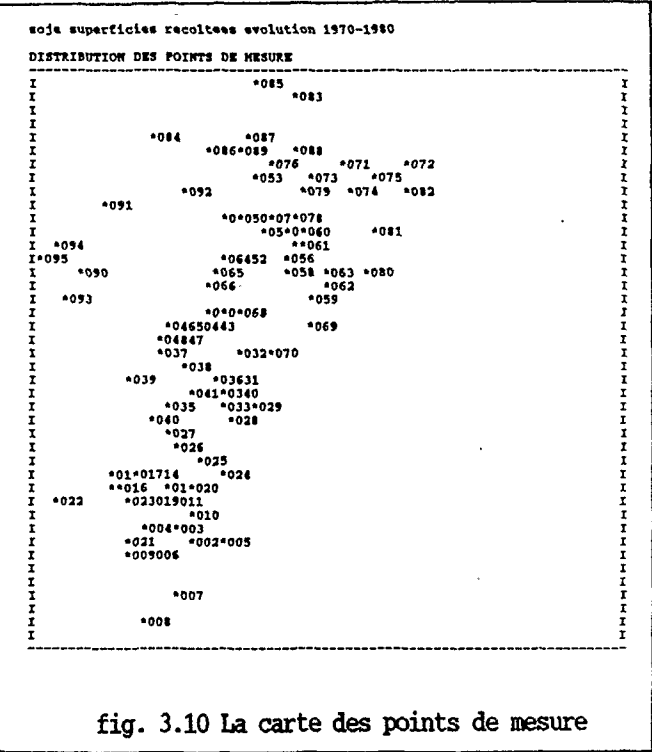 soja superficies recoltees evolution 1970-1980
DISTRIBUTION DES POINTS DE MESURE
------------------------------------------------------------
I *085 I
I *083 I
I I
I I
I *084 *087 I
I *086*089 *088 I
I *076 *071 *072 I
I *053 *073 *075 I
I *092 *079 *074 *082 I
I *091 I
I *0*050*07*078 I
I *05*0*060 *081 I
I *094 **061 I
I*095 *06452 *056 I
I *090 *065 *058 *063 *080 I
I *066 *062 I
I *093 *059 I
I *0*0*068 I
I *04650443 *069 I
I *04847 I
I *037 *032*070 I
I *038 I
I *039 *03631 I
I *041*0340 I
I *035 *033*029 I
I *040 *028 I
I *027 I
I *026 I
I *025 I
I *01*01714 *024 I
I **016 *01*020 I
I *022 *023019011 I
I *010 I
I *004*003 I
I *021 *002*005 I
I *009006 I
I I
I I
I *007 I
I I
I *008 I
I I
------------------------------------------------------------
fig. 3.10 La carte des points de mesure